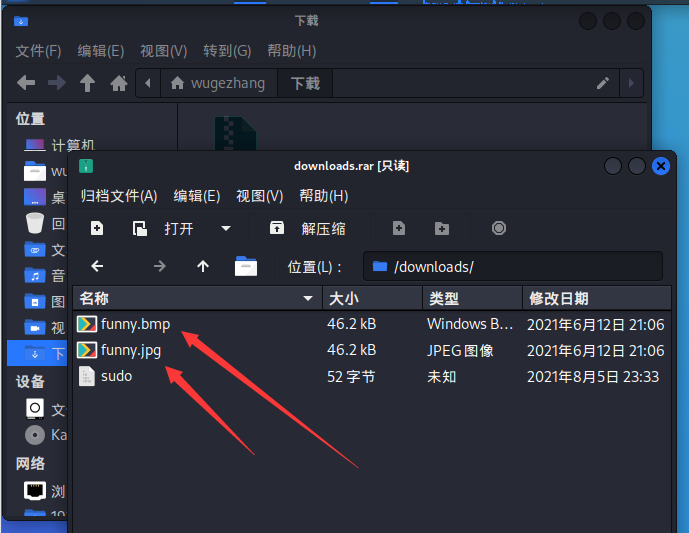 下载
文件(F) 编辑(E) 视图(V) 转到(G) 帮助(H)
wugezhang 下载
位置
计算机
wu
桌
回
文
音
图
视
下
设备
文
Ka
网络
浏
downloads.rar [只读]
归档文件(A) 编辑(E) 视图(V) 帮助(H)
打开 解压缩
位置(L)： /downloads/
名称 大小 类型 修改日期
funny.bmp 46.2 kB Windows B... 2021年6月12日 21:06
funny.jpg 46.2 kB JPEG 图像 2021年6月12日 21:06
sudo 52 字节 未知 2021年8月5日 23:33